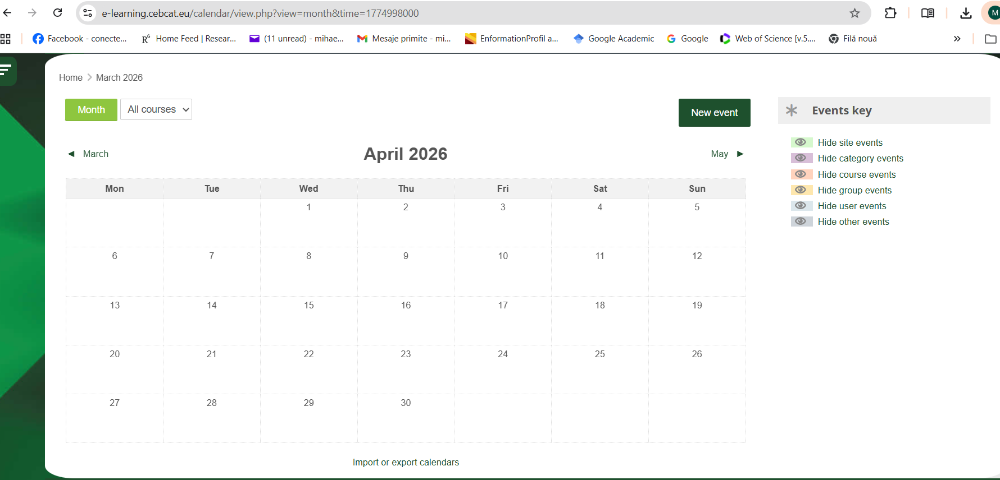 e-learning.cebcat.eu/calendar/view.php?view=month&time=1774998000
M
Facebook - conecte... Home Feed | Resear... (11 unread) - mihae... Mesaje primite - mi... EnformationProfil a... Google Academic Google Web of Science [v.5.... Filă nouă »
Home > March 2026
Month All courses New event
Events key
Hide site events
Hide category events
Hide course events
Hide group events
Hide user events
Hide other events
◄ March April 2026 May ►
Mon Tue Wed Thu Fri Sat Sun
1 2 3 4 5
6 7 8 9 10 11 12
13 14 15 16 17 18 19
20 21 22 23 24 25 26
27 28 29 30
Import or export calendars